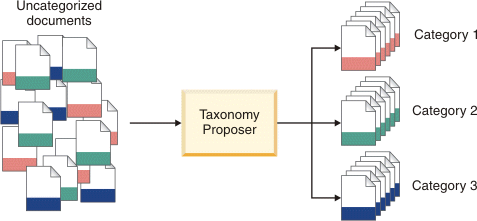 Uncategorized
documents
Taxonomy
Proposer
Category 1
Category 2
Category 3